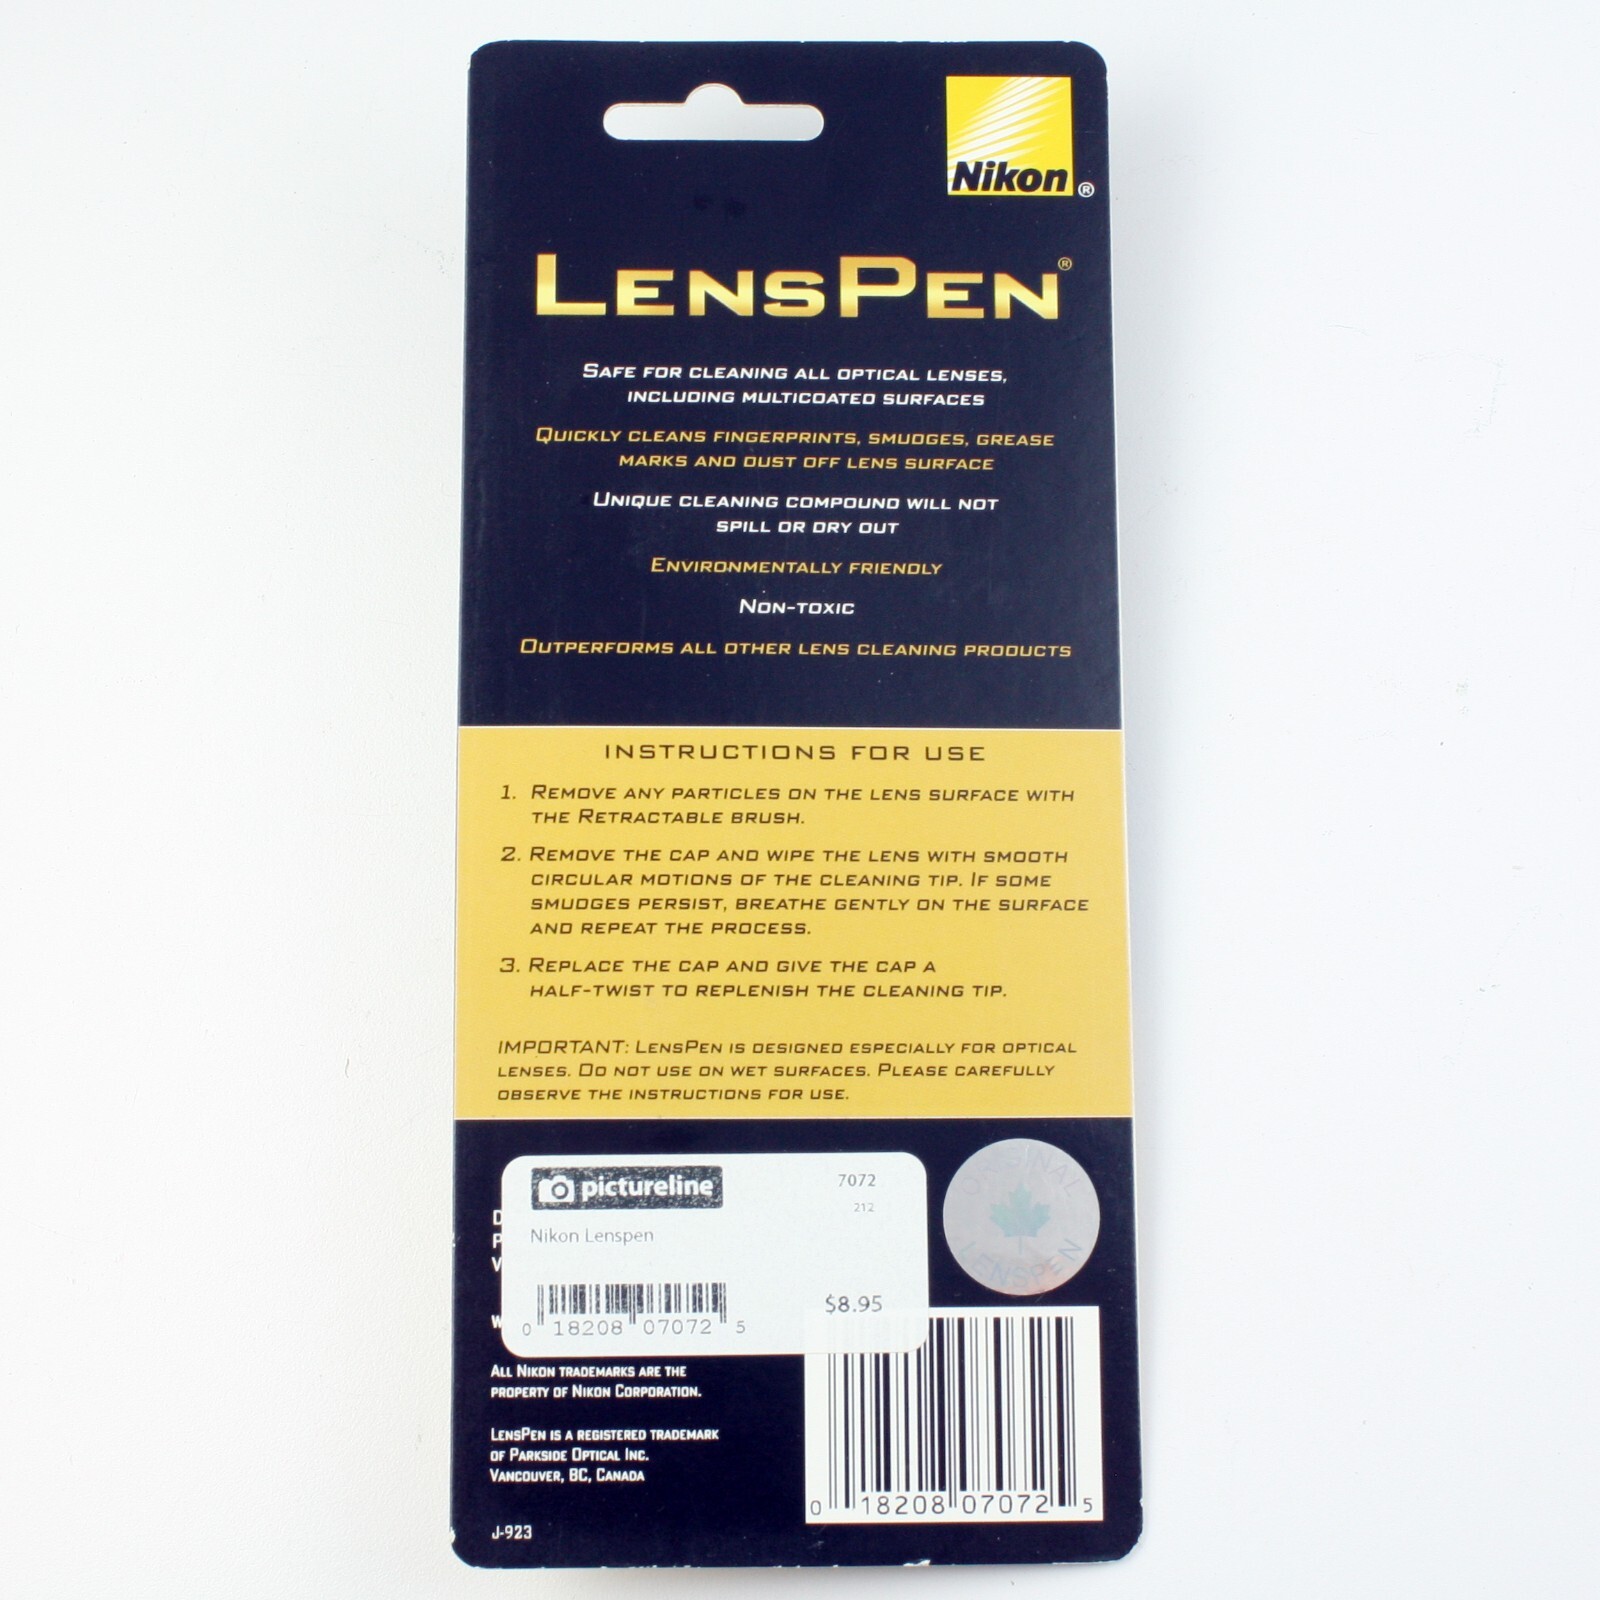 Nikon ®
LENSPEN®
SAFE FOR CLEANING ALL OPTICAL LENSES,
INCLUDING MULTICOATED SURFACES
QUICKLY CLEANS FINGERPRINTS, SMUDGES, GREASE
MARKS AND DUST OFF LENS SURFACE
UNIQUE CLEANING COMPOUND WILL NOT
SPILL OR DRY OUT
ENVIRONMENTALLY FRIENDLY
NON-TOXIC
OUTPERFORMS ALL OTHER LENS CLEANING PRODUCTS
INSTRUCTIONS FOR USE
1. REMOVE ANY PARTICLES ON THE LENS SURFACE WITH
THE RETRACTABLE BRUSH.
2. REMOVE THE CAP AND WIPE THE LENS WITH SMOOTH
CIRCULAR MOTIONS OF THE CLEANING TIP. IF SOME
SMUDGES PERSIST, BREATHE GENTLY ON THE SURFACE
AND REPEAT THE PROCESS.
3. REPLACE THE CAP AND GIVE THE CAP A
HALF-TWIST TO REPLENISH THE CLEANING TIP.
IMPORTANT: LENSPEN IS DESIGNED ESPECIALLY FOR OPTICAL
LENSES. DO NOT USE ON WET SURFACES. PLEASE CAREFULLY
OBSERVE THE INSTRUCTIONS FOR USE.
pictureline 7072
212
Nikon Lenspen
$8.95
0 18208 07072 5
ORIGINAL
LENSPEN
ALL NIKON TRADEMARKS ARE THE
PROPERTY OF NIKON CORPORATION.
LENSPEN IS A REGISTERED TRADEMARK
OF PARKSIDE OPTICAL INC.
VANCOUVER, BC, CANADA
0 18208 07072 5
J-923